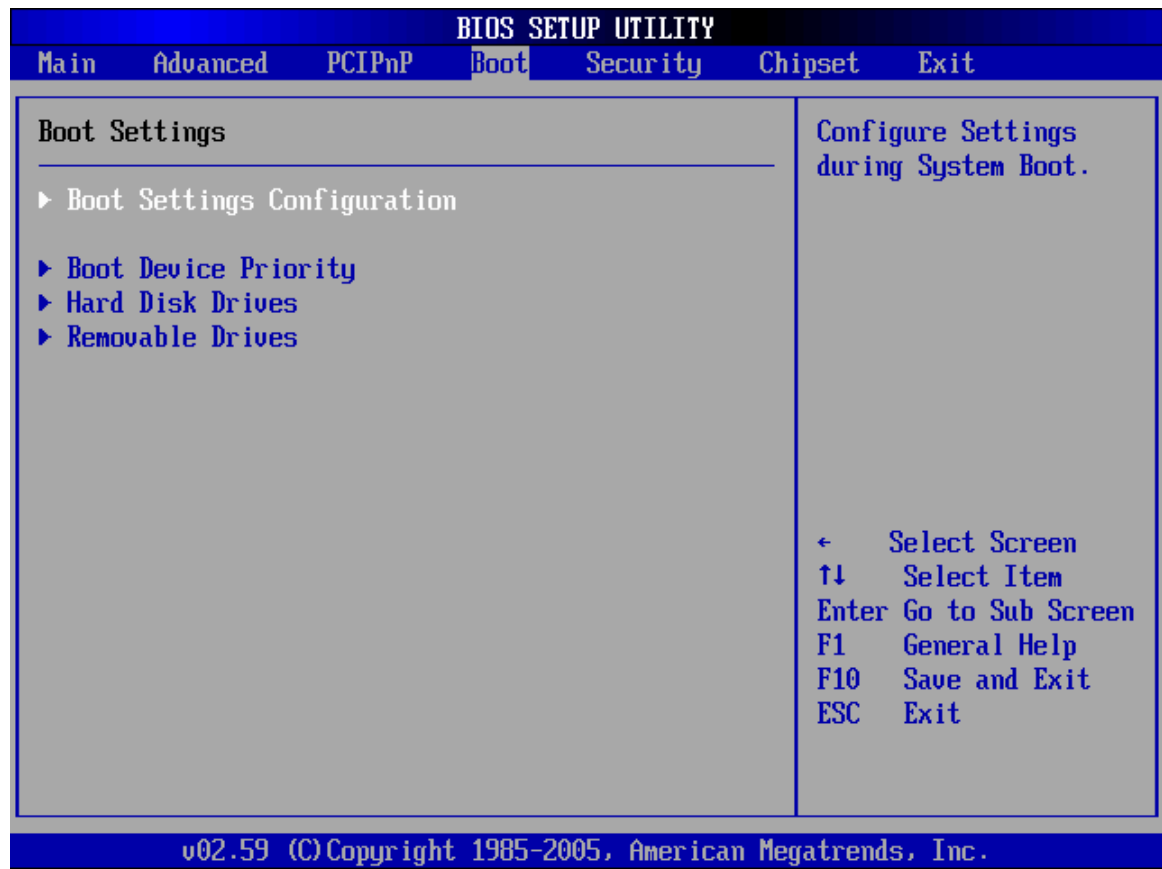 BIOS SETUP UTILITY
Main Advanced PCIPnP Boot Security Chipset Exit
Boot Settings
▶ Boot Settings Configuration
▶ Boot Device Priority
▶ Hard Disk Drives
▶ Removable Drives
Configure Settings
during System Boot.
← Select Screen
↑↓ Select Item
Enter Go to Sub Screen
F1 General Help
F10 Save and Exit
ESC Exit
v02.59 (C)Copyright 1985-2005, American Megatrends, Inc.